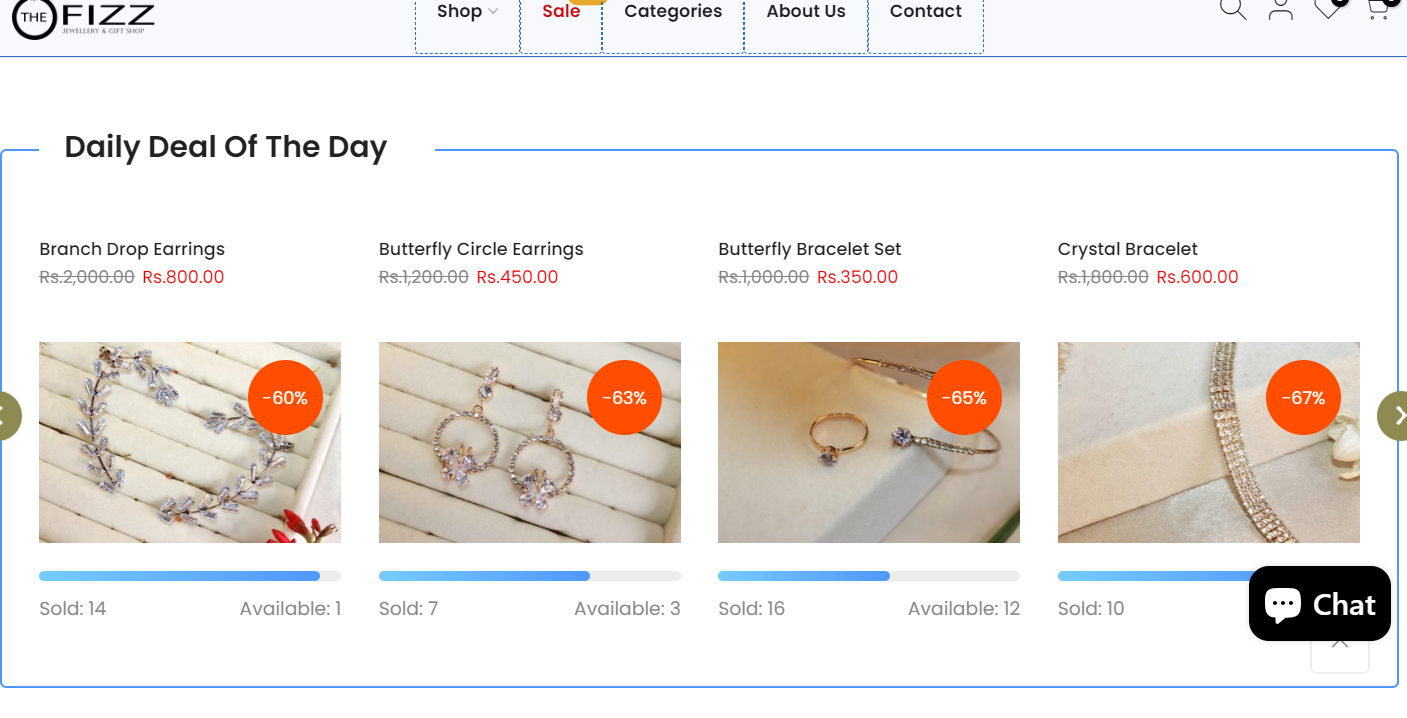 THE FIZZ
JEWELLERY & GIFT SHOP
Shop Sale Categories About Us Contact
Daily Deal Of The Day
Branch Drop Earrings
Rs.2,000.00 Rs.800.00
-60%
Sold: 14 Available: 1
Butterfly Circle Earrings
Rs.1,200.00 Rs.450.00
-63%
Sold: 7 Available: 3
Butterfly Bracelet Set
Rs.1,000.00 Rs.350.00
-65%
Sold: 16 Available: 12
Crystal Bracelet
Rs.1,800.00 Rs.600.00
-67%
Sold: 10
Chat